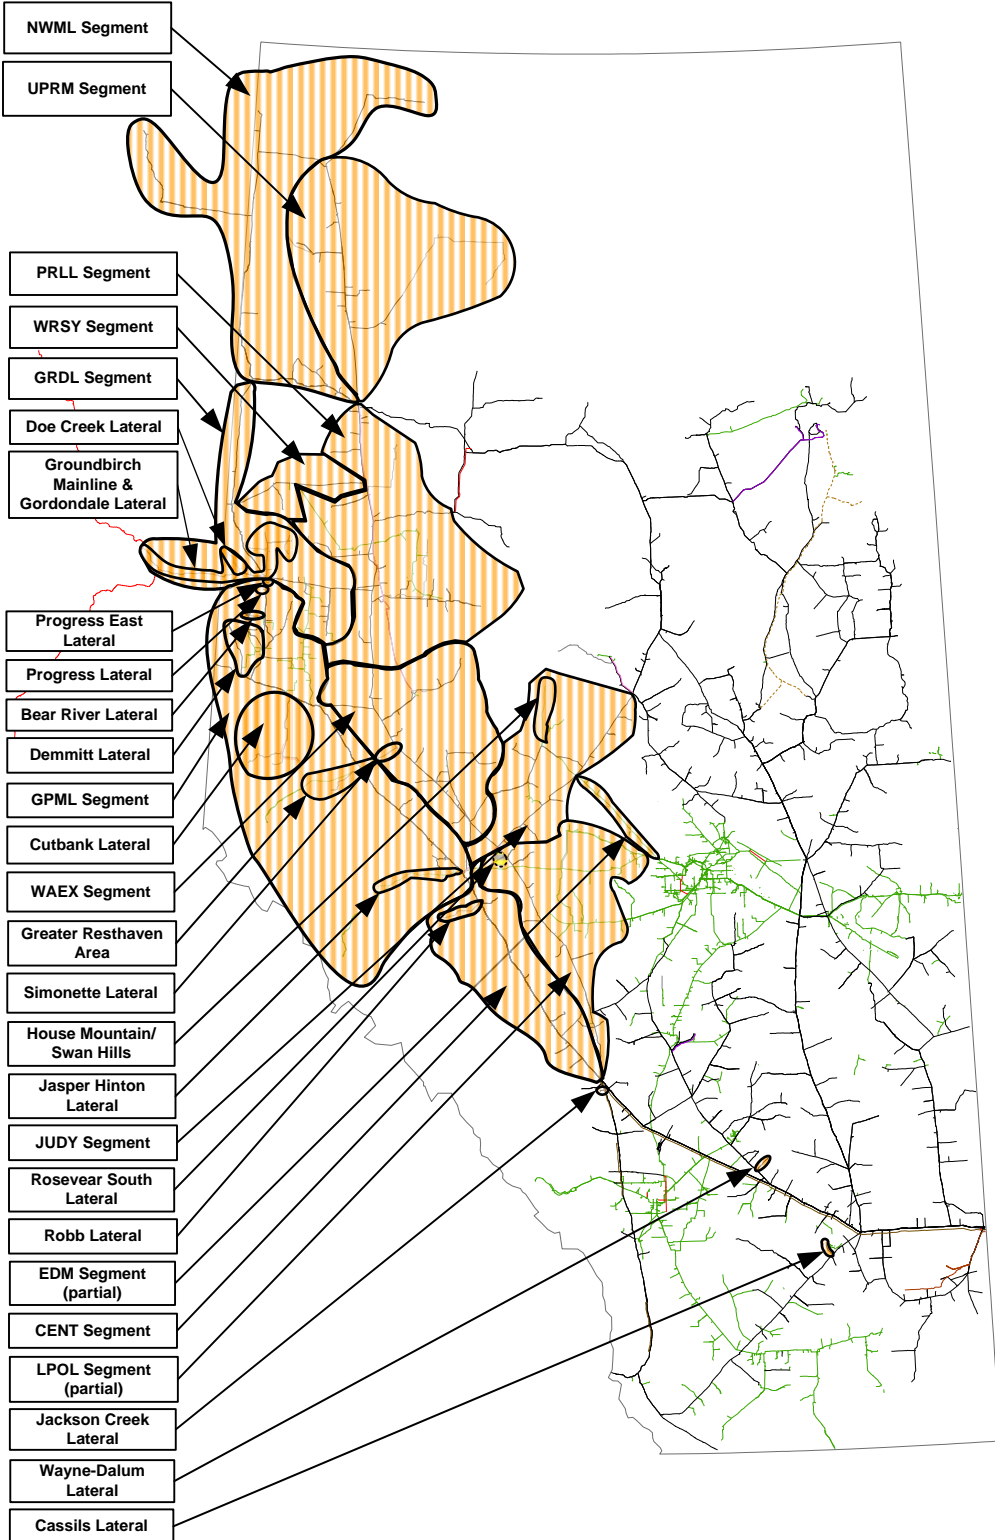 NWML Segment
UPRM Segment
PRLL Segment
WRSY Segment
GRDL Segment
Doe Creek Lateral
Groundbirch
Mainline &
Gordondale Lateral
Progress East
Lateral
Progress Lateral
Bear River Lateral
Demmitt Lateral
GPML Segment
Cutbank Lateral
WAEX Segment
Greater Resthaven
Area
Simonette Lateral
House Mountain/
Swan Hills
Jasper Hinton
Lateral
JUDY Segment
Rosevear South
Lateral
Robb Lateral
EDM Segment
(partial)
CENT Segment
LPOL Segment
(partial)
Jackson Creek
Lateral
Wayne-Dalum
Lateral
Cassils Lateral